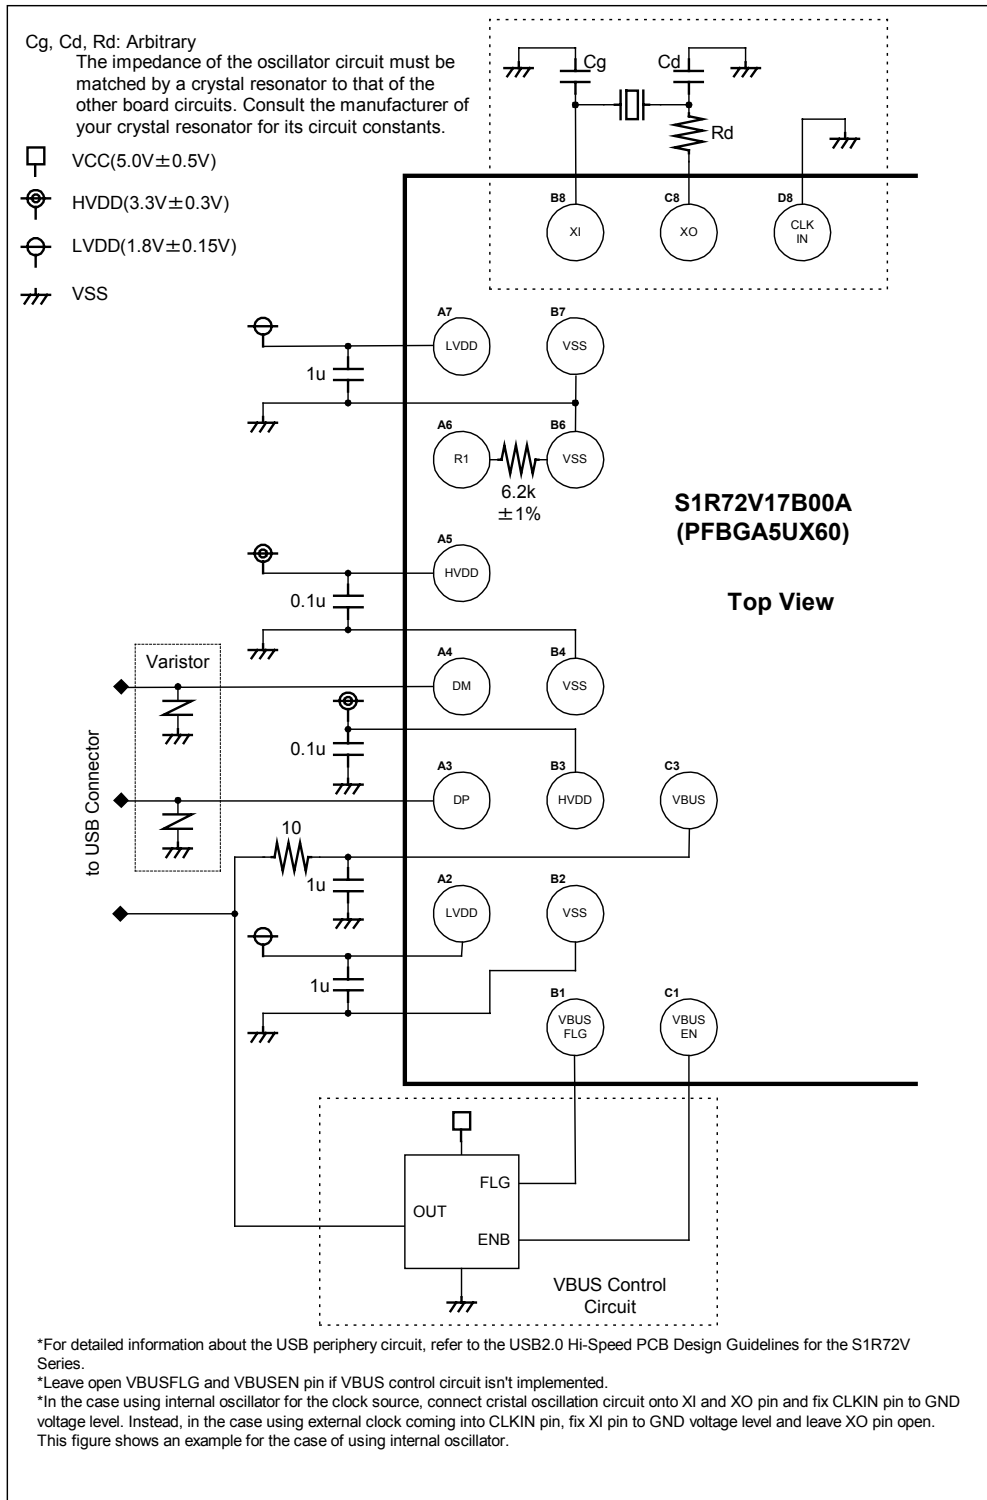 Cg, Cd, Rd: Arbitrary
The impedance of the oscillator circuit must be
matched by a crystal resonator to that of the
other board circuits. Consult the manufacturer of
your crystal resonator for its circuit constants.
VCC(5.0V±0.5V)
HVDD(3.3V±0.3V)
LVDD(1.8V±0.15V)
VSS
Cg
Cd
Rd
B8
XI
C8
XO
D8
CLK
IN
A7
LVDD
B7
VSS
1u
A6
R1
B6
VSS
6.2k
±1%
S1R72V17B00A
(PFBGA5UX60)
Top View
A5
HVDD
0.1u
Varistor
A4
DM
B4
VSS
0.1u
to USB Connector
A3
DP
B3
HVDD
C3
VBUS
10
1u
A2
LVDD
B2
VSS
1u
B1
VBUS
FLG
C1
VBUS
EN
FLG
OUT
ENB
VBUS Control
Circuit
*For detailed information about the USB periphery circuit, refer to the USB2.0 Hi-Speed PCB Design Guidelines for the S1R72V
Series.
*Leave open VBUSFLG and VBUSEN pin if VBUS control circuit isn't implemented.
*In the case using internal oscillator for the clock source, connect cristal oscillation circuit onto XI and XO pin and fix CLKIN pin to GND
voltage level. Instead, in the case using external clock coming into CLKIN pin, fix XI pin to GND voltage level and leave XO pin open.
This figure shows an example for the case of using internal oscillator.